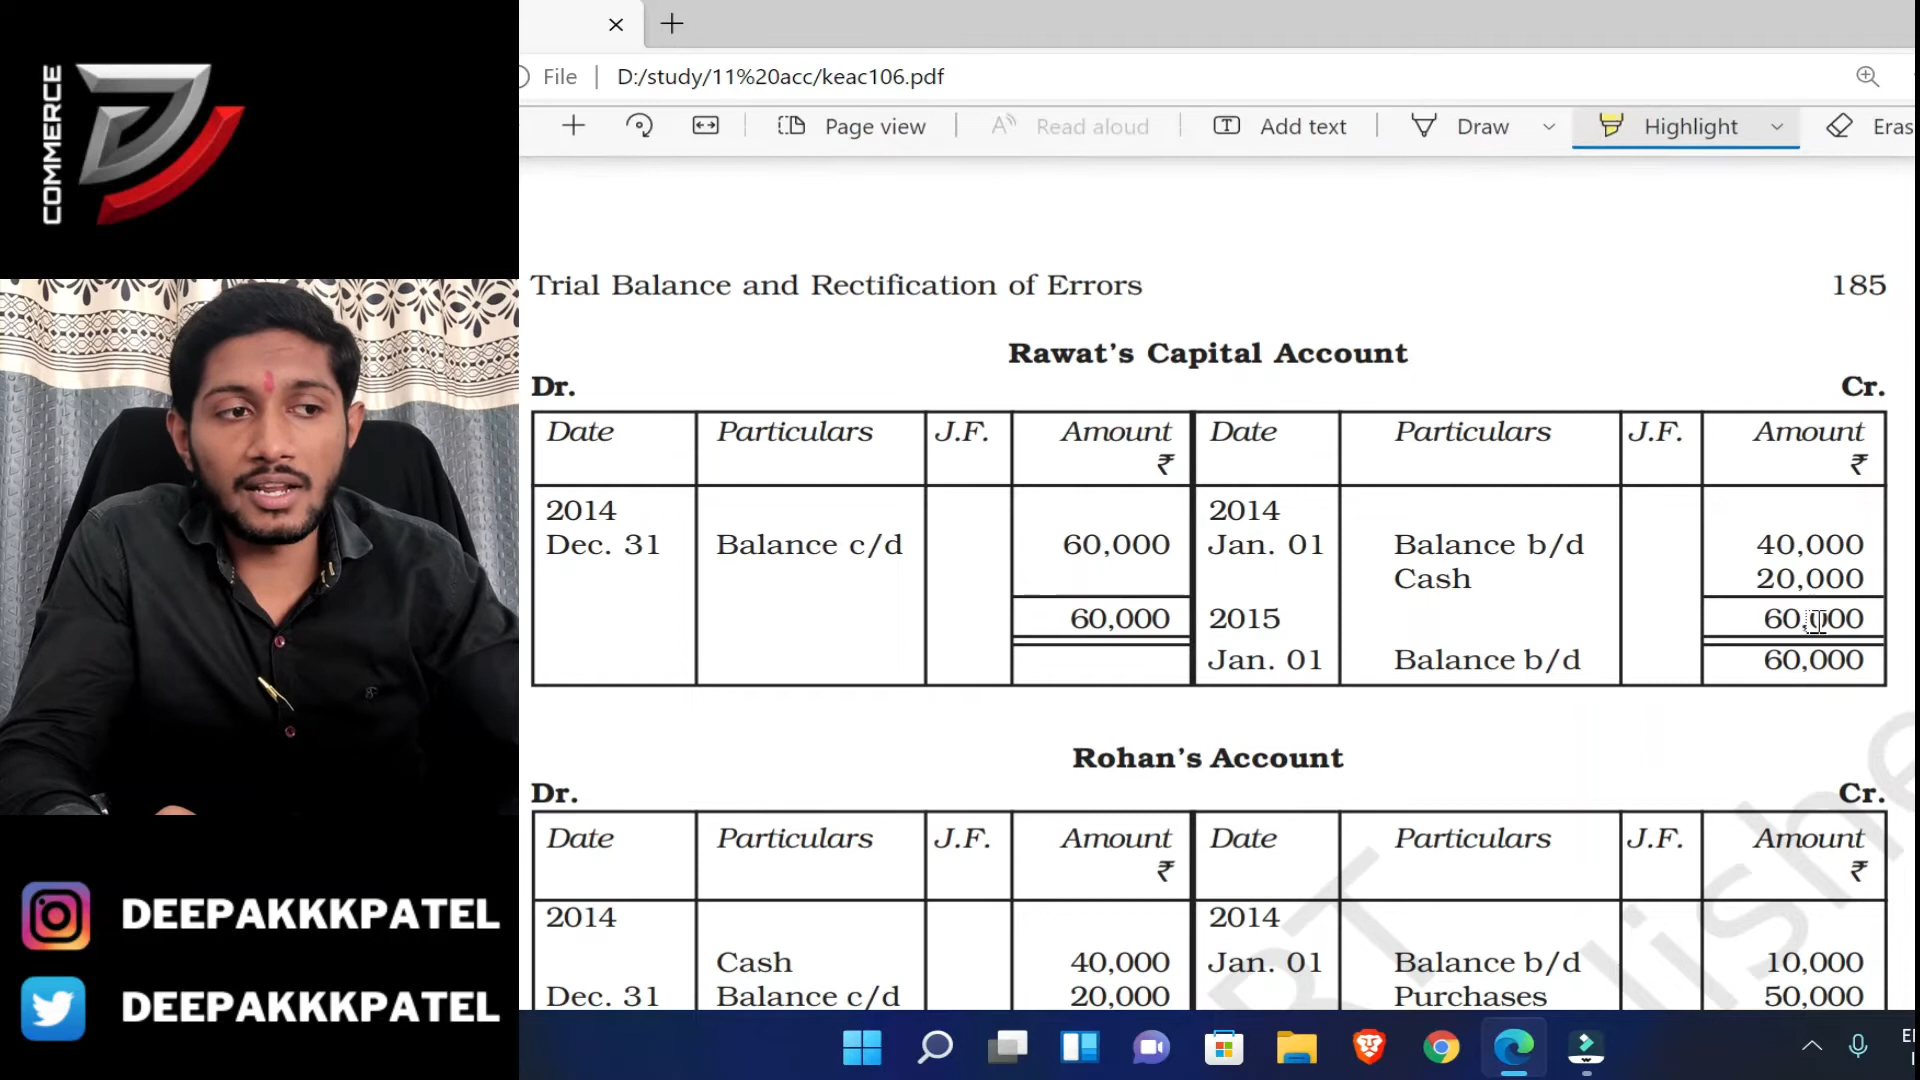 COMMERCE
DEEPAKKKPATEL
DEEPAKKKPATEL
File | D:/study/11%20acc/keac106.pdf
Page view | Read aloud | Add text | Draw Highlight Eras
Trial Balance and Rectification of Errors 185
Rawat's Capital Account
Dr. Cr.
Date Particulars J.F. Amount Date Particulars J.F. Amount
₹ ₹
2014 2014
Dec. 31 Balance c/d 60,000 Jan. 01 Balance b/d 40,000
Cash 20,000
60,000 2015 60,000
Jan. 01 Balance b/d 60,000
Rohan's Account
Dr. Cr.
Date Particulars J.F. Amount Date Particulars J.F. Amount
₹ ₹
2014 2014
Cash 40,000 Jan. 01 Balance b/d 10,000
Dec. 31 Balance c/d 20,000 Purchases 50,000